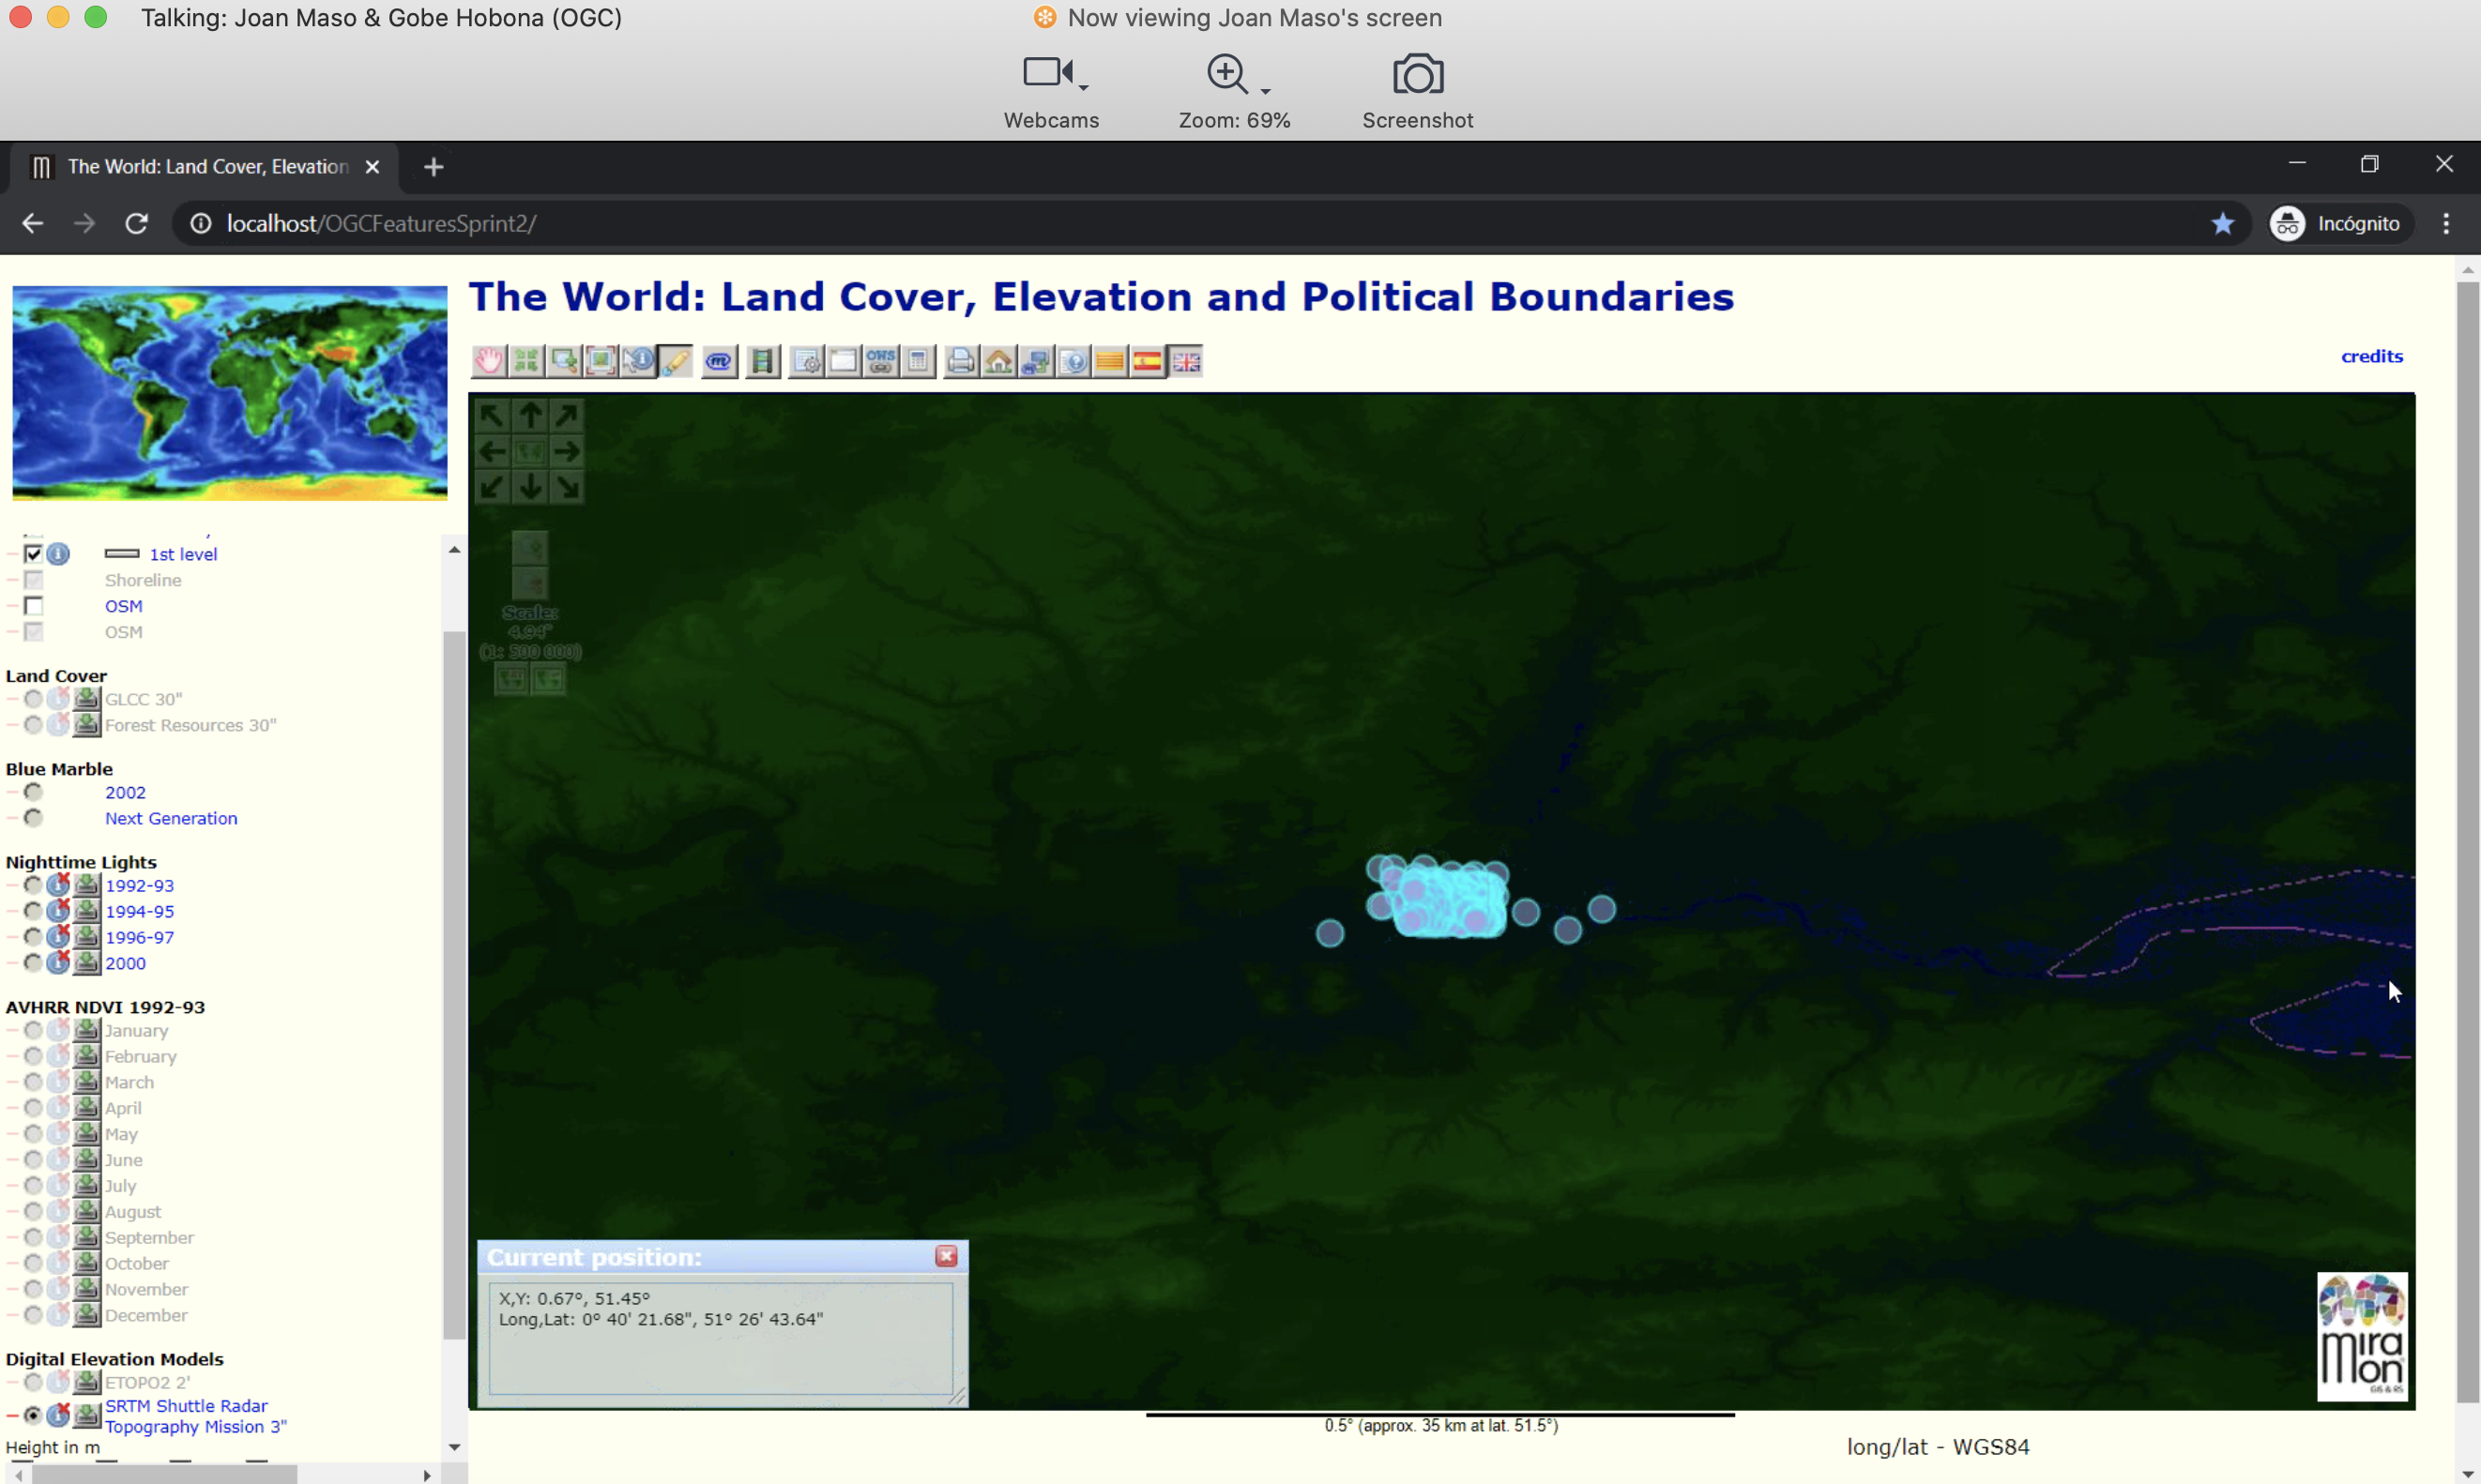 Talking: Joan Maso & Gobe Hobona (OGC)
Now viewing Joan Maso's screen
Webcams
Zoom: 69%
Screenshot
The World: Land Cover, Elevation
localhost/OGCFeaturesSprint2/
Incógnito
The World: Land Cover, Elevation and Political Boundaries
OWS
credits
1st level
Shoreline
OSM
OSM
Land Cover
GLCC 30"
Forest Resources 30"
Blue Marble
2002
Next Generation
Nighttime Lights
1992-93
1994-95
1996-97
2000
AVHRR NDVI 1992-93
January
February
March
April
May
June
July
August
September
October
November
December
Digital Elevation Models
ETOPO2 2'
SRTM Shuttle Radar
Topography Mission 3"
Height in m
Scale:
4.94"
(1: 500 000)
Current position:
X,Y: 0.67°, 51.45°
Long,Lat: 0° 40' 21.68", 51° 26' 43.64"
mira
mon
GIS & RS
0.5° (approx. 35 km at lat. 51.5°)
long/lat - WGS84